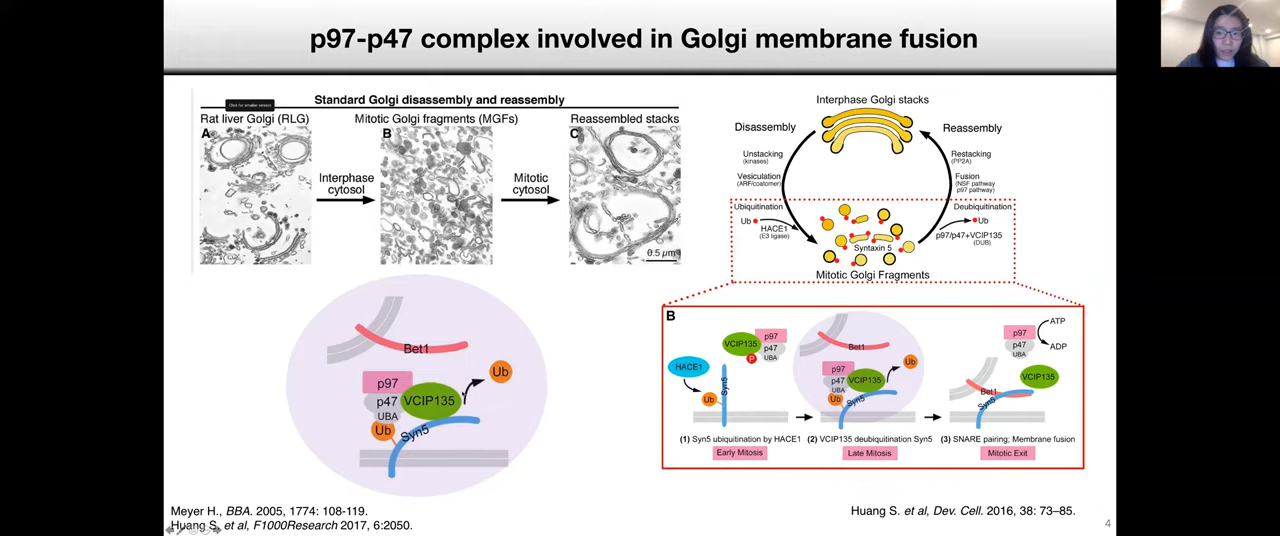 p97-p47 complex involved in Golgi membrane fusion
Click for smaller version
Standard Golgi disassembly and reassembly
Rat liver Golgi (RLG)
Mitotic Golgi fragments (MGFs)
Reassembled stacks
A
B
C
Interphase
cytosol
Mitotic
cytosol
0.5 µm
Interphase Golgi stacks
Disassembly
Reassembly
Unstacking
(kinases)
Restacking
(PP2A)
Vesiculation
(ARF/coatomer)
Fusion
(NSF pathway
p97 pathway)
Ubiquitination
Ub
HACE1
(E3 ligase)
Deubiquitination
Ub
p97/p47+VCIP135
(DUB)
Syntaxin 5
Mitotic Golgi Fragments
Bet1
p97
p47
UBA
VCIP135
Ub
Ub
Syn5
B
HACE1
Ub
Syn5
VCIP135
P
p97
p47
UBA
Bet1
p97
p47
UBA
VCIP135
Ub
Ub
Syn5
p97
p47
UBA
ATP
ADP
VCIP135
Bet1
Syn5
(1) Syn5 ubiquitination by HACE1
(2) VCIP135 deubiquitination Syn5
(3) SNARE pairing; Membrane fusion
Early Mitosis
Late Mitosis
Mitotic Exit
Meyer H., BBA. 2005, 1774: 108-119.
Huang S. et al, F1000Research 2017, 6:2050.
Huang S. et al, Dev. Cell. 2016, 38: 73–85.
4